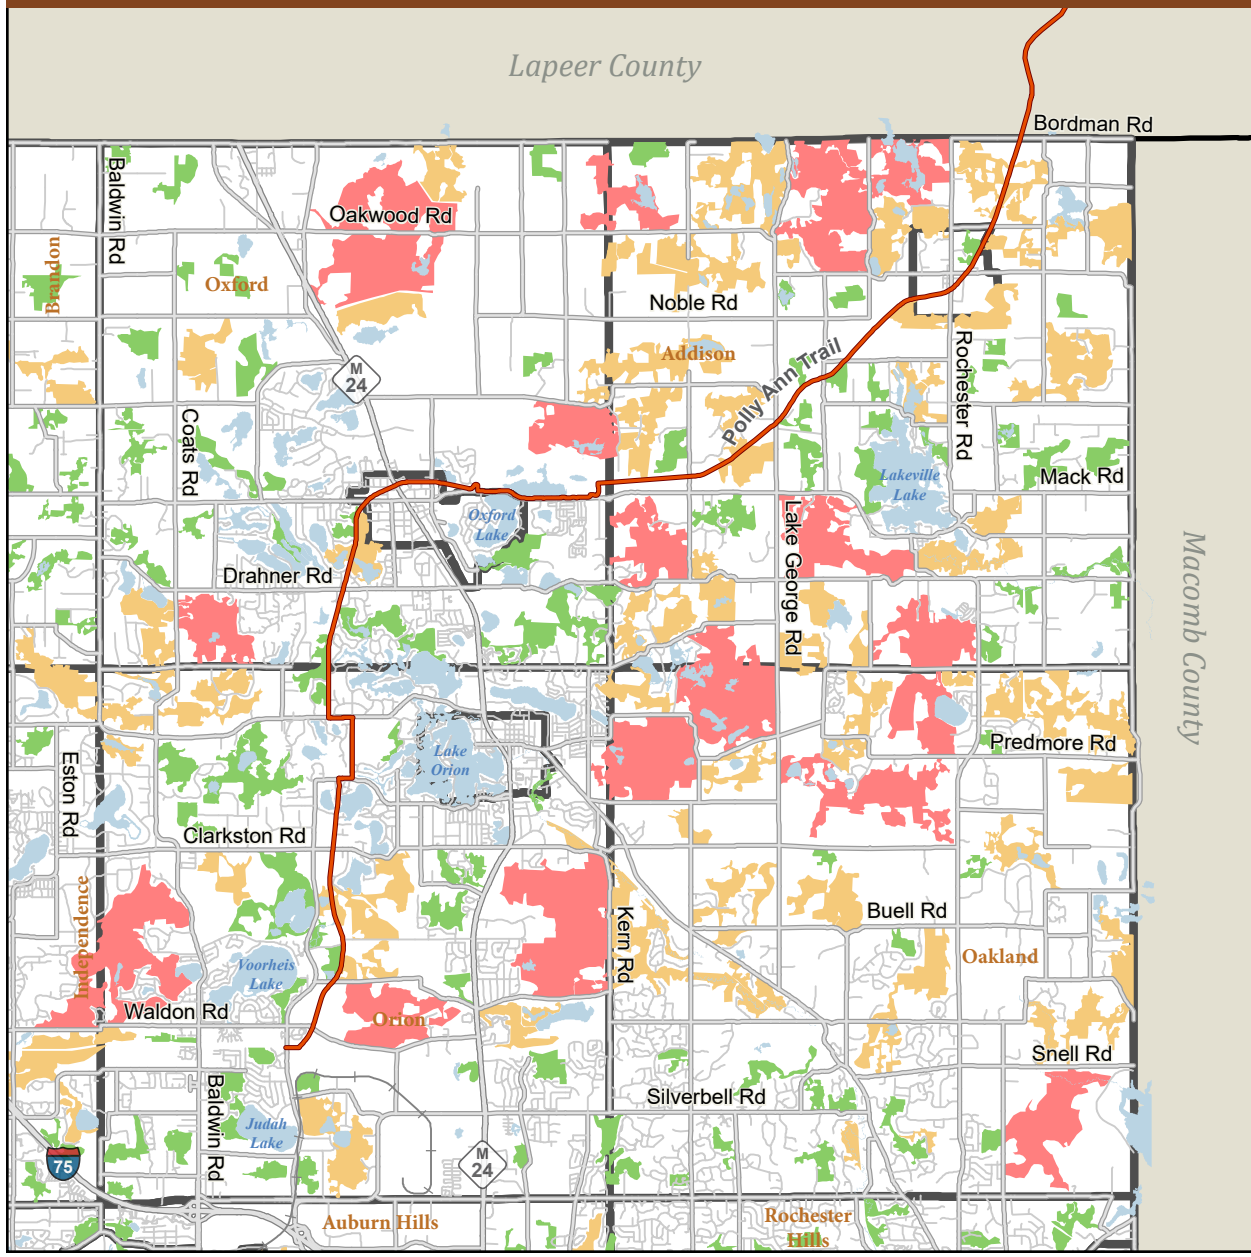 Lapeer County
Bordman Rd
Baldwin Rd
Oakwood Rd
Brandon
Oxford
Noble Rd
Addison
Polly Ann Trail
Rochester Rd
M
24
Coats Rd
Lakeville
Lake
Mack Rd
Oxford
Lake
Lake George Rd
Macomb County
Drahner Rd
Eston Rd
Lake
Orion
Predmore Rd
Clarkston Rd
Independence
Kern Rd
Buell Rd
Oakland
Voorheis
Lake
Waldon Rd
Orion
Snell Rd
Baldwin Rd
Silverbell Rd
Judah
Lake
75
M
24
Auburn Hills
Rochester
Hills